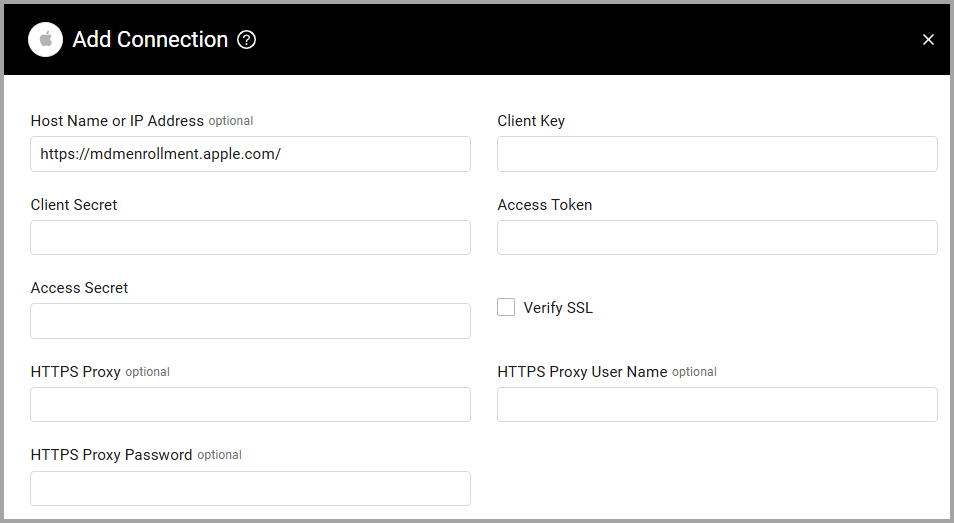 Add Connection ?
Host Name or IP Address optional
Client Key
https://mdmenrollment.apple.com/
Client Secret
Access Token
Access Secret
Verify SSL
HTTPS Proxy optional
HTTPS Proxy User Name optional
HTTPS Proxy Password optional